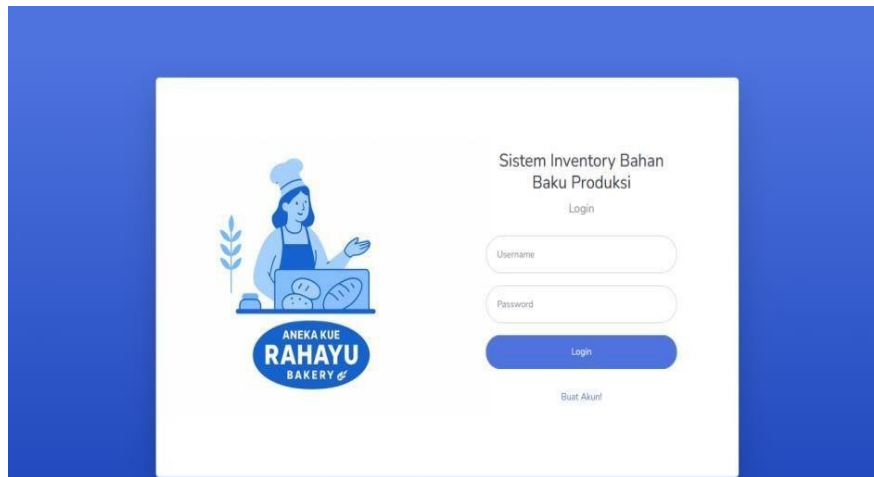 Sistem Inventory Bahan
Baku Produksi
Login
Username
Password
Login
Buat Akun!
ANEKA KUE
RAHAYU
BAKERY